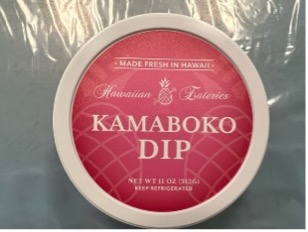 · MADE FRESH IN HAWAII ·
Hawaiian Eateries
KAMABOKO
DIP
NET WT 11 OZ (312G)
KEEP REFRIGERATED